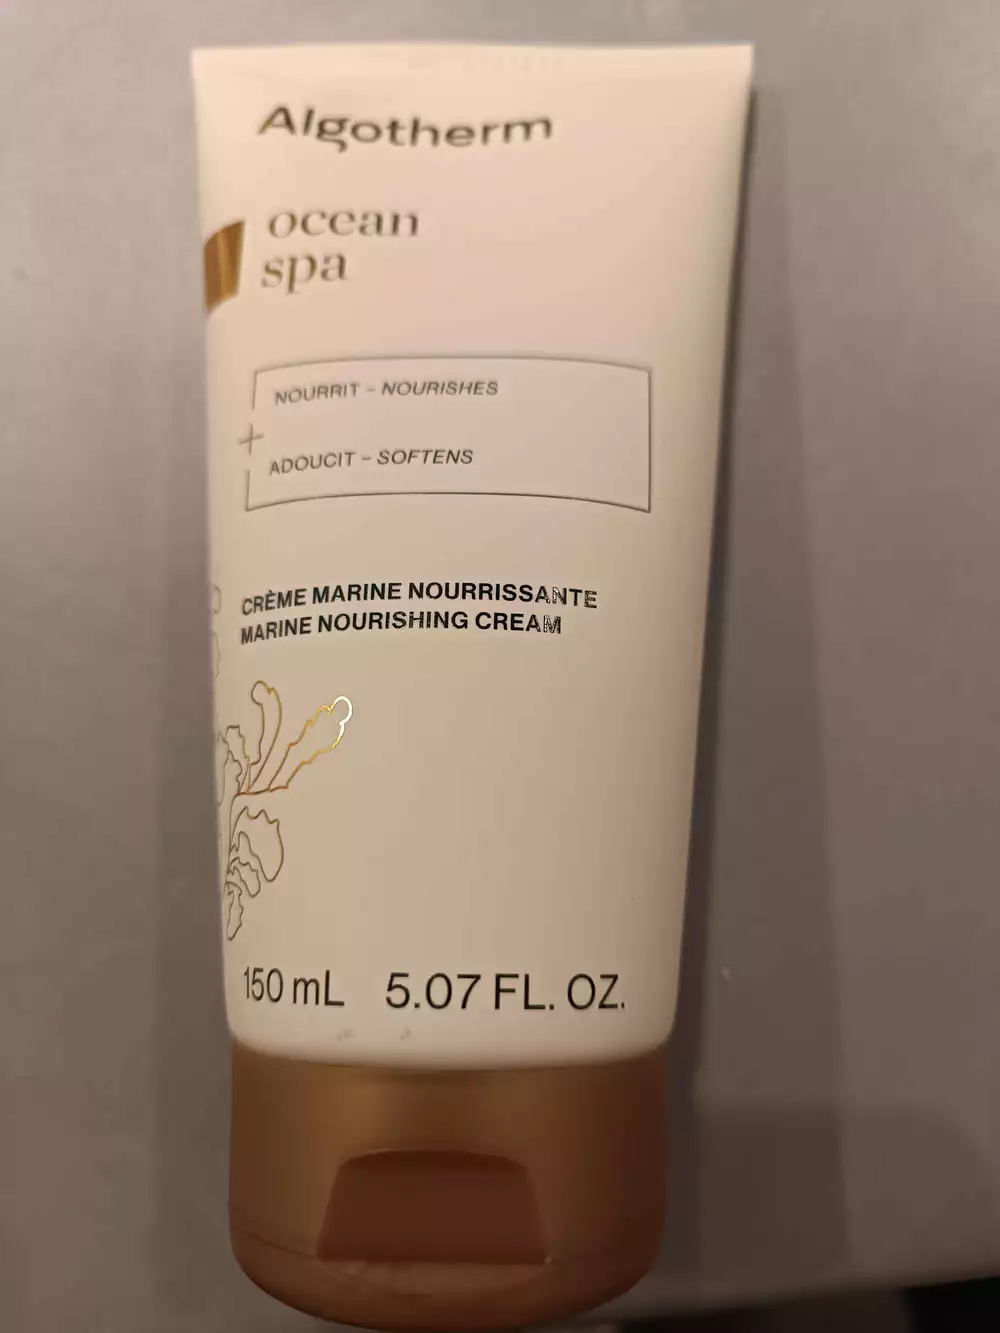 Algotherm
ocean
spa
NOURRIT – NOURISHES
+
ADOUCIT – SOFTENS
CRÈME MARINE NOURRISSANTE
MARINE NOURISHING CREAM
150 mL 5.07 FL. OZ.